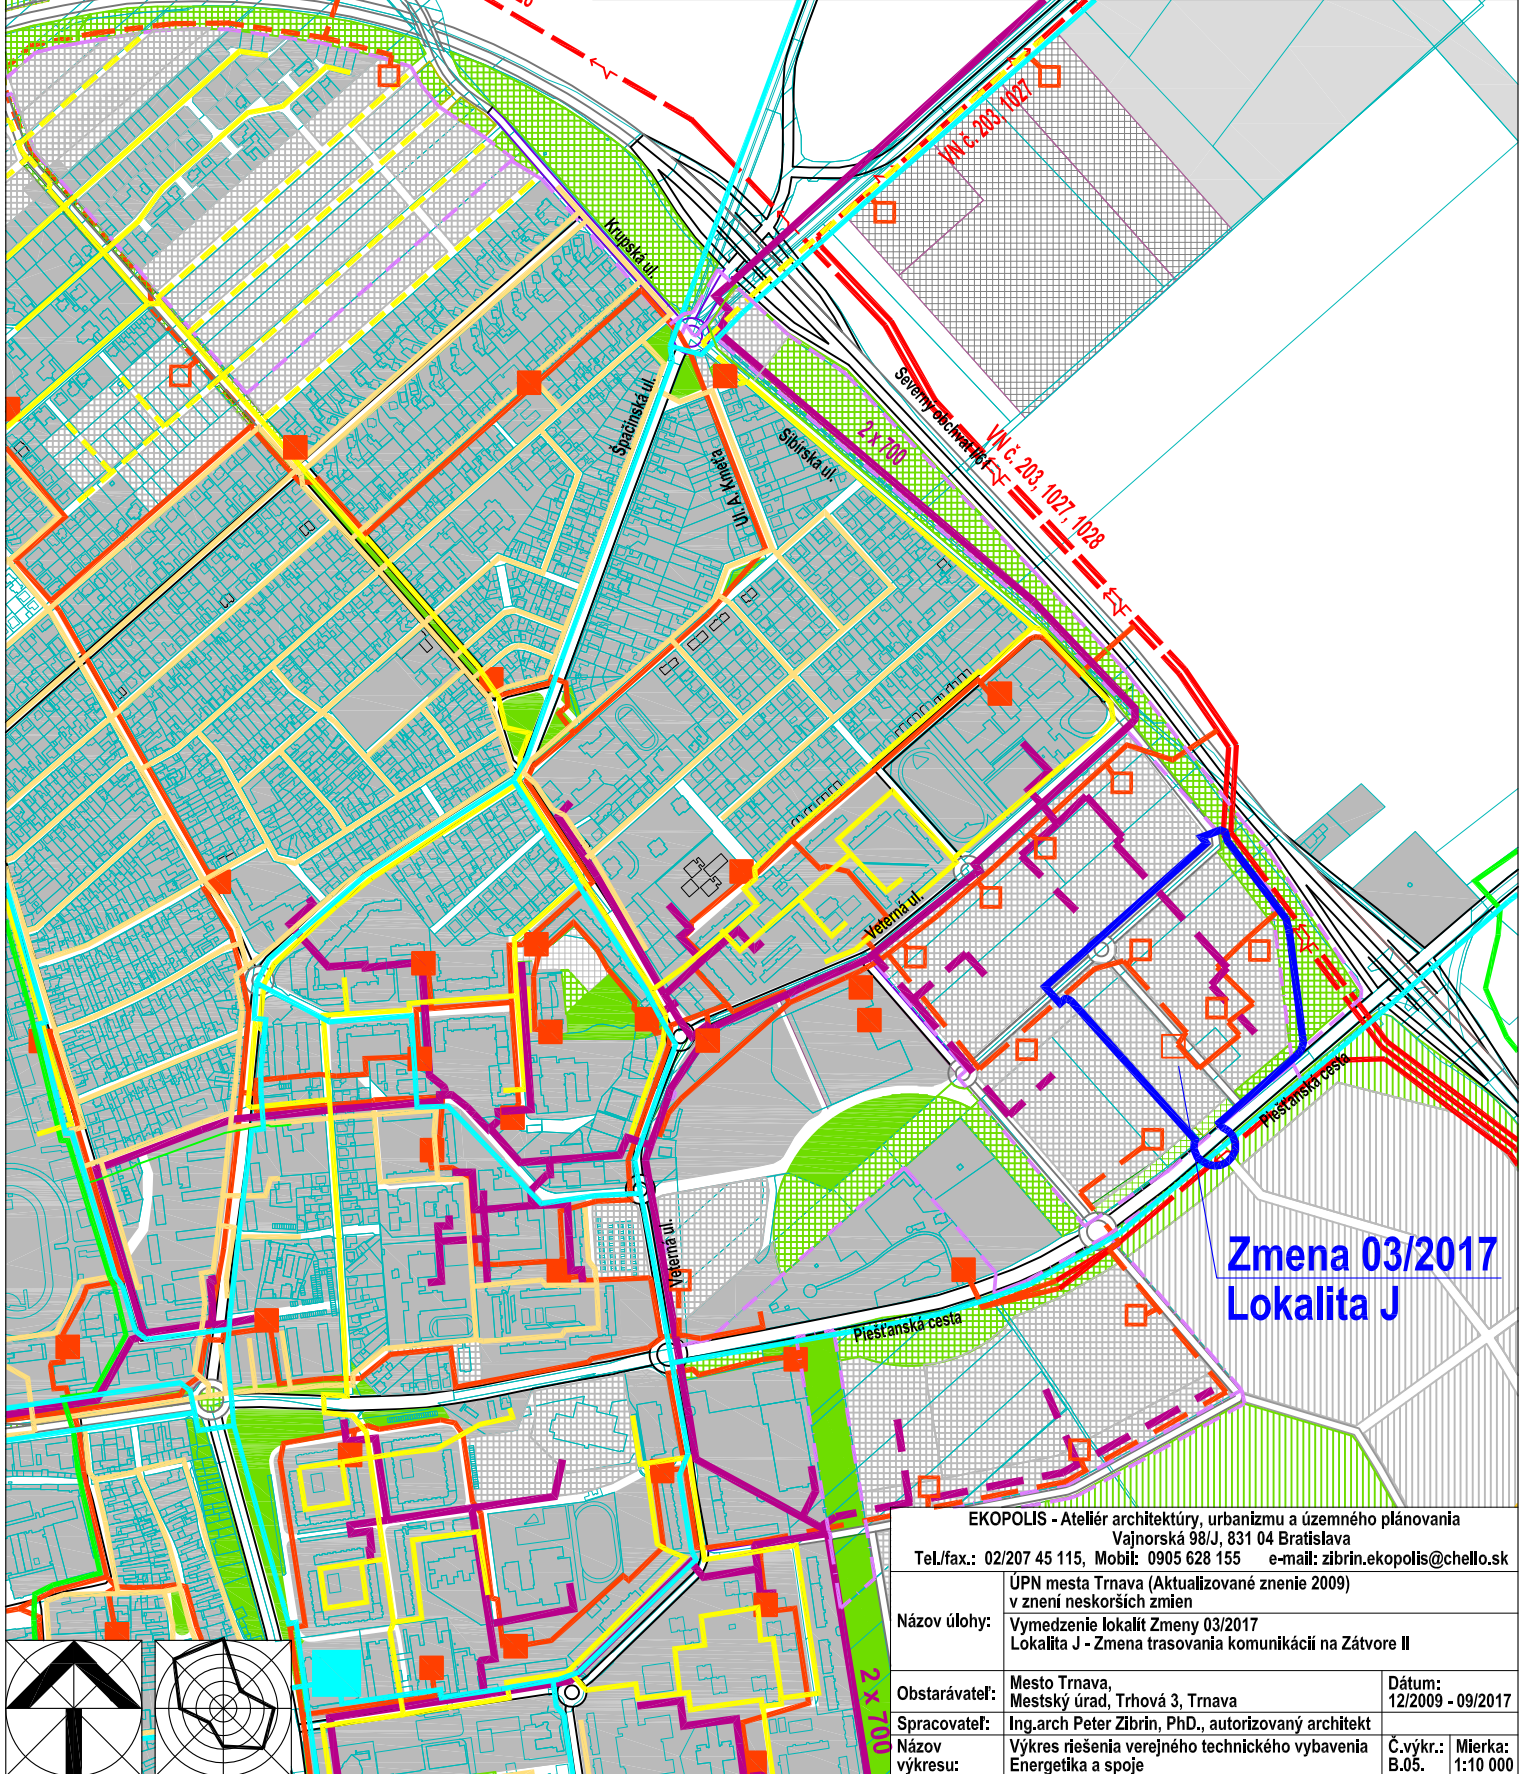 VN č. 203, 1027
Krupská ul.
Špačinská ul.
Ul. A. Kmeťa
Sibírska ul.
2 x 700
Severný obchvat I/61
VN č. 203, 1027, 1028
Veterná ul.
Piešťanská cesta
Veterná ul.
Piešťanská cesta
Zmena 03/2017
Lokalita J
2 x 700
EKOPOLIS - Ateliér architektúry, urbanizmu a územného plánovania
Vajnorská 98/J, 831 04 Bratislava
Tel./fax.: 02/207 45 115, Mobil: 0905 628 155 e-mail: zibrin.ekopolis@chello.sk
Názov úlohy:
ÚPN mesta Trnava (Aktualizované znenie 2009)
v znení neskorších zmien
Vymedzenie lokalít Zmeny 03/2017
Lokalita J - Zmena trasovania komunikácií na Zátvore II
Obstarávateľ:
Mesto Trnava,
Mestský úrad, Trhová 3, Trnava
Dátum:
12/2009 - 09/2017
Spracovateľ:
Ing.arch Peter Zibrin, PhD., autorizovaný architekt
Názov
výkresu:
Výkres riešenia verejného technického vybavenia
Energetika a spoje
Č.výkr.:
B.05.
Mierka:
1:10 000